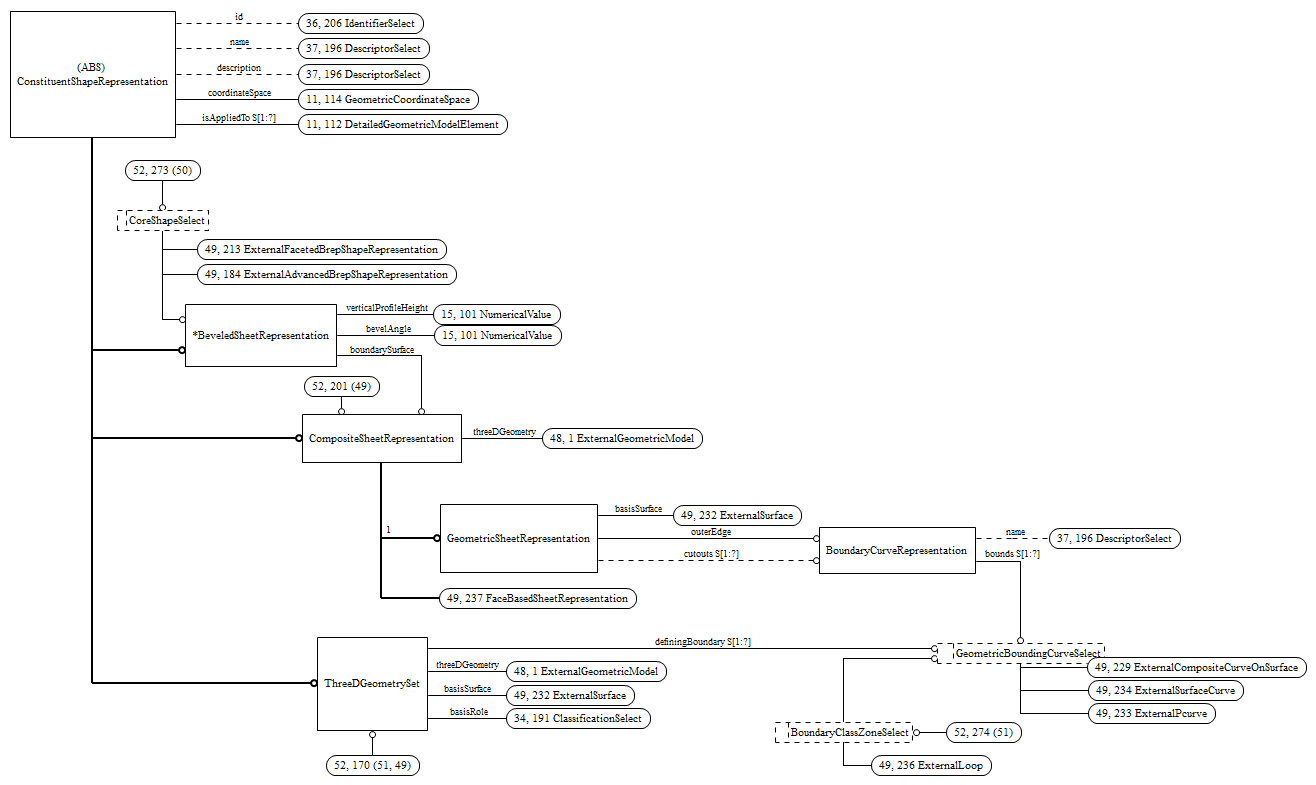 id
36, 206 IdentifierSelect
name
37, 196 DescriptorSelect
(ABS)
ConstituentShapeRepresentation
description
37, 196 DescriptorSelect
coordinateSpace
11, 114 GeometricCoordinateSpace
isAppliedTo S[1:?]
11, 112 DetailedGeometricModelElement
52, 273 (50)
CoreShapeSelect
49, 213 ExternalFacetedBrepShapeRepresentation
49, 184 ExternalAdvancedBrepShapeRepresentation
*BeveledSheetRepresentation
verticalProfileHeight
15, 101 NumericalValue
bevelAngle
15, 101 NumericalValue
boundarySurface
52, 201 (49)
CompositeSheetRepresentation
threeDGeometry
48, 1 ExternalGeometricModel
1
GeometricSheetRepresentation
basisSurface
49, 232 ExternalSurface
outerEdge
cutouts S[1:?]
BoundaryCurveRepresentation
name
37, 196 DescriptorSelect
bounds S[1:?]
49, 237 FaceBasedSheetRepresentation
ThreeDGeometrySet
definingBoundary S[1:?]
GeometricBoundingCurveSelect
threeDGeometry
48, 1 ExternalGeometricModel
49, 229 ExternalCompositeCurveOnSurface
basisSurface
49, 232 ExternalSurface
49, 234 ExternalSurfaceCurve
basisRole
34, 191 ClassificationSelect
49, 233 ExternalPcurve
BoundaryClassZoneSelect
52, 274 (51)
52, 170 (51, 49)
49, 236 ExternalLoop